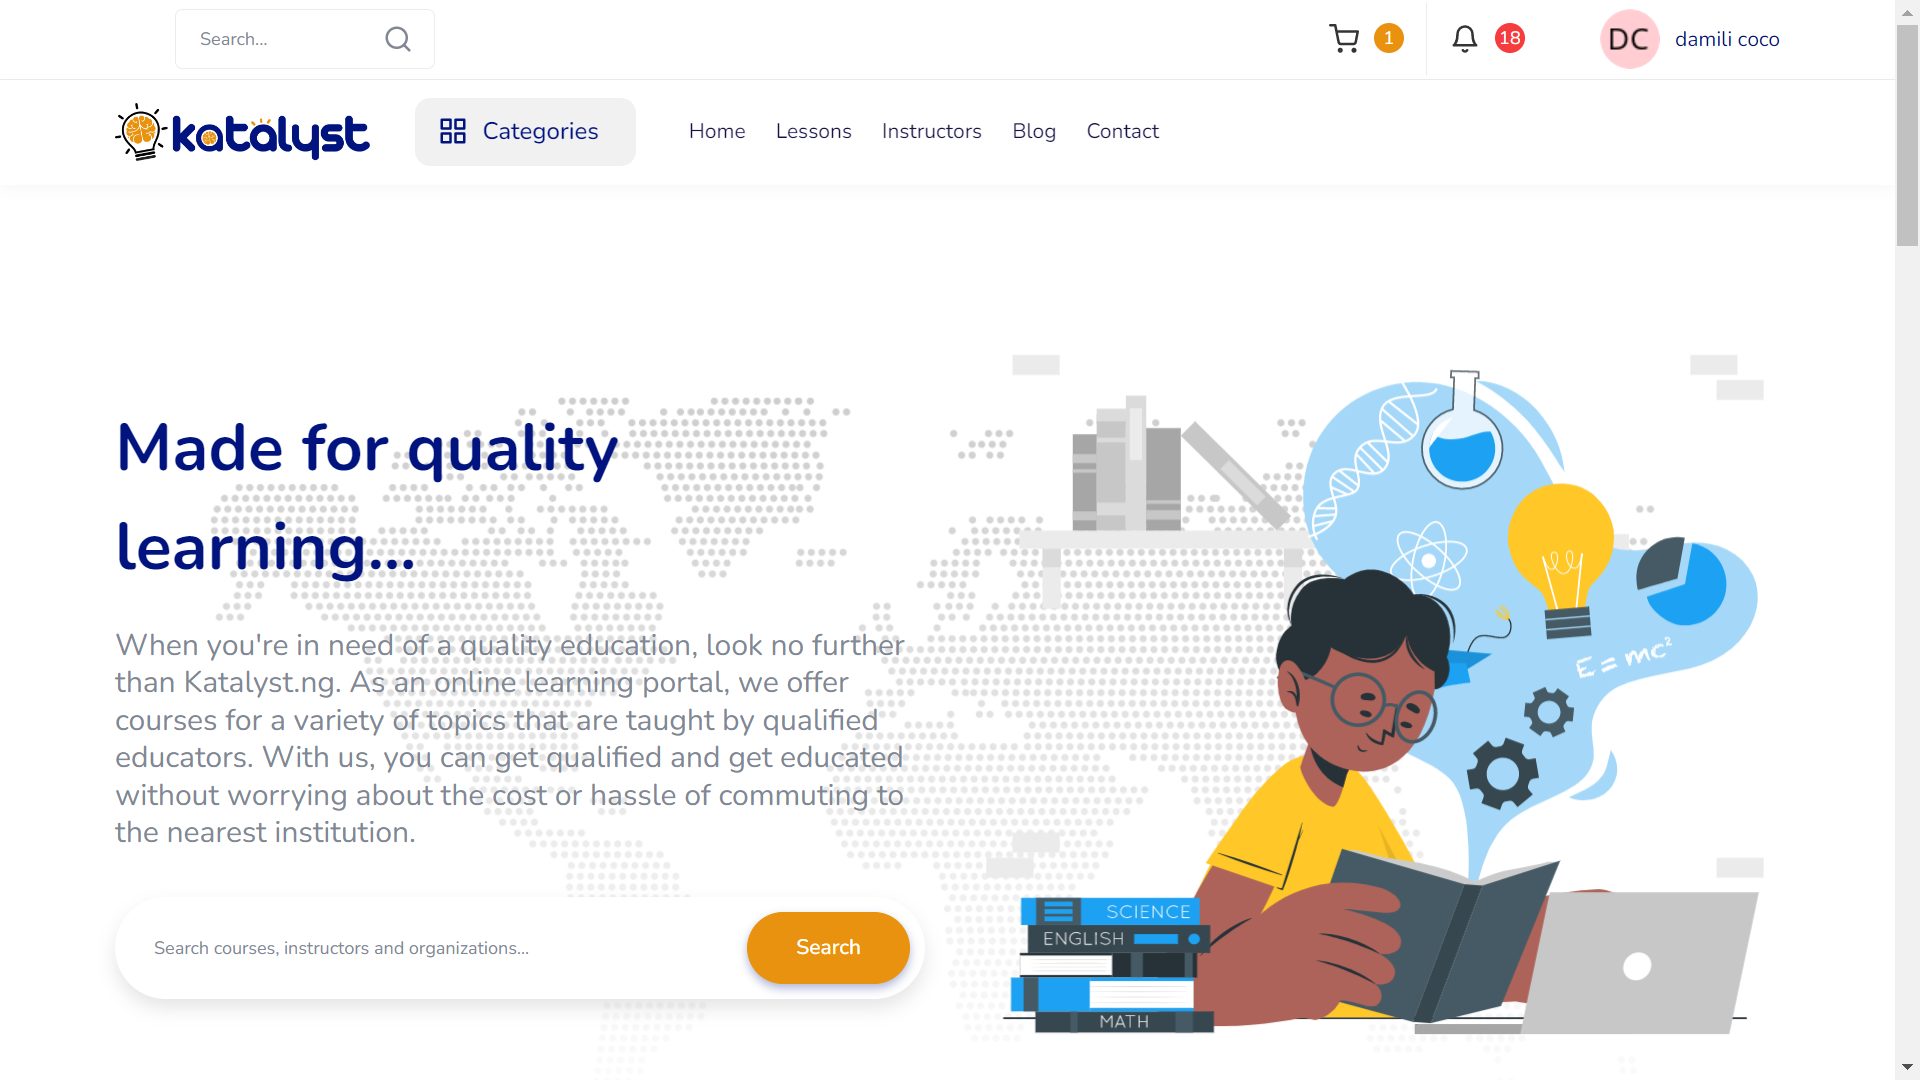 Search...
1
18
DC
damili coco
katalyst
Categories
Home
Lessons
Instructors
Blog
Contact
Made for quality
learning...
When you're in need of a quality education, look no further
than Katalyst.ng. As an online learning portal, we offer
courses for a variety of topics that are taught by qualified
educators. With us, you can get qualified and get educated
without worrying about the cost or hassle of commuting to
the nearest institution.
Search courses, instructors and organizations...
Search
E = mc²
SCIENCE
ENGLISH
MATH